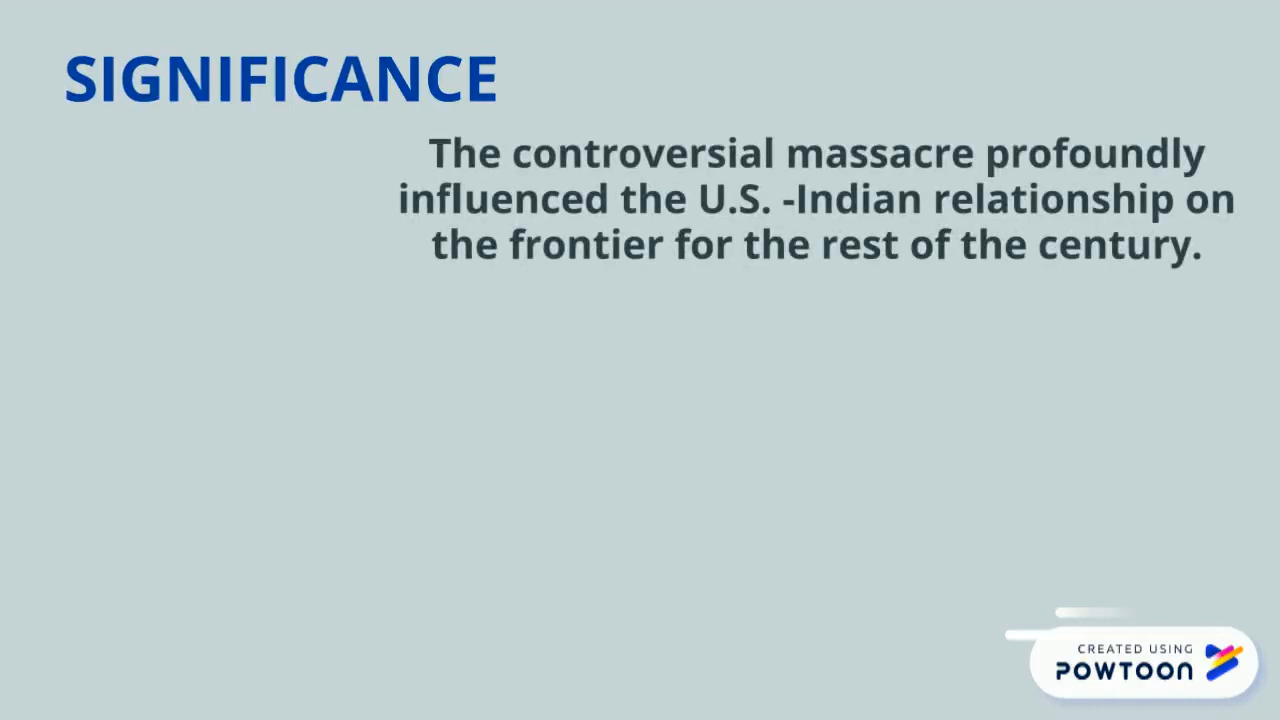 SIGNIFICANCE
The controversial massacre profoundly
influenced the U.S. -Indian relationship on
the frontier for the rest of the century.
CREATED USING
POWTOON